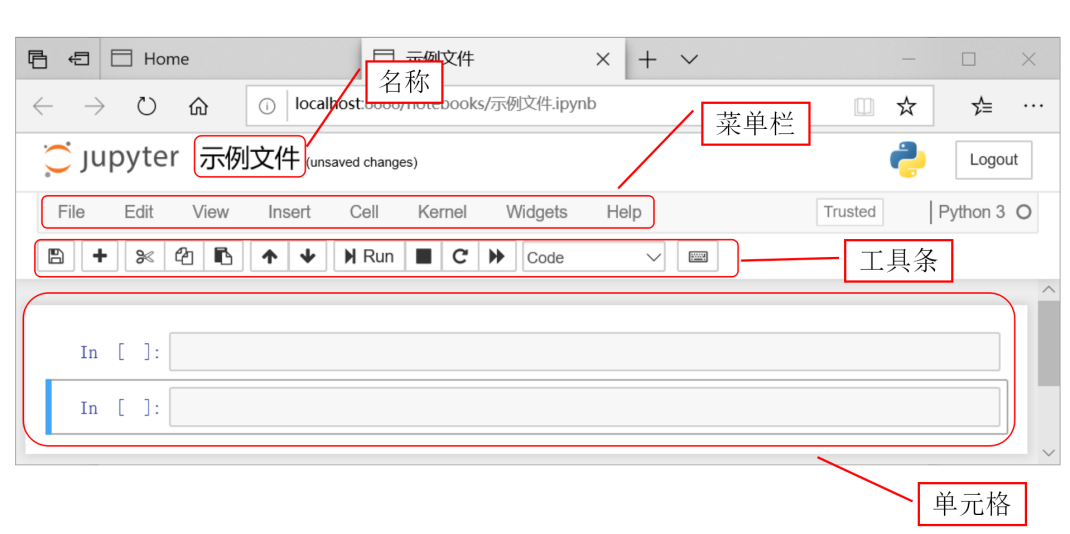 Home
示例文件
名称
localhost:8888/notebooks/示例文件.ipynb
菜单栏
jupyter 示例文件 (unsaved changes)
Logout
File Edit View Insert Cell Kernel Widgets Help
Trusted
Python 3
Run
Code
工具条
In [ ]:
In [ ]:
单元格